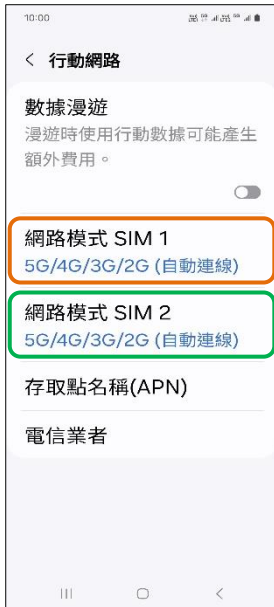 10:00
行動網路
數據漫遊
漫遊時使用行動數據可能產生
額外費用。
網路模式 SIM 1
5G/4G/3G/2G (自動連線)
網路模式 SIM 2
5G/4G/3G/2G (自動連線)
存取點名稱(APN)
電信業者